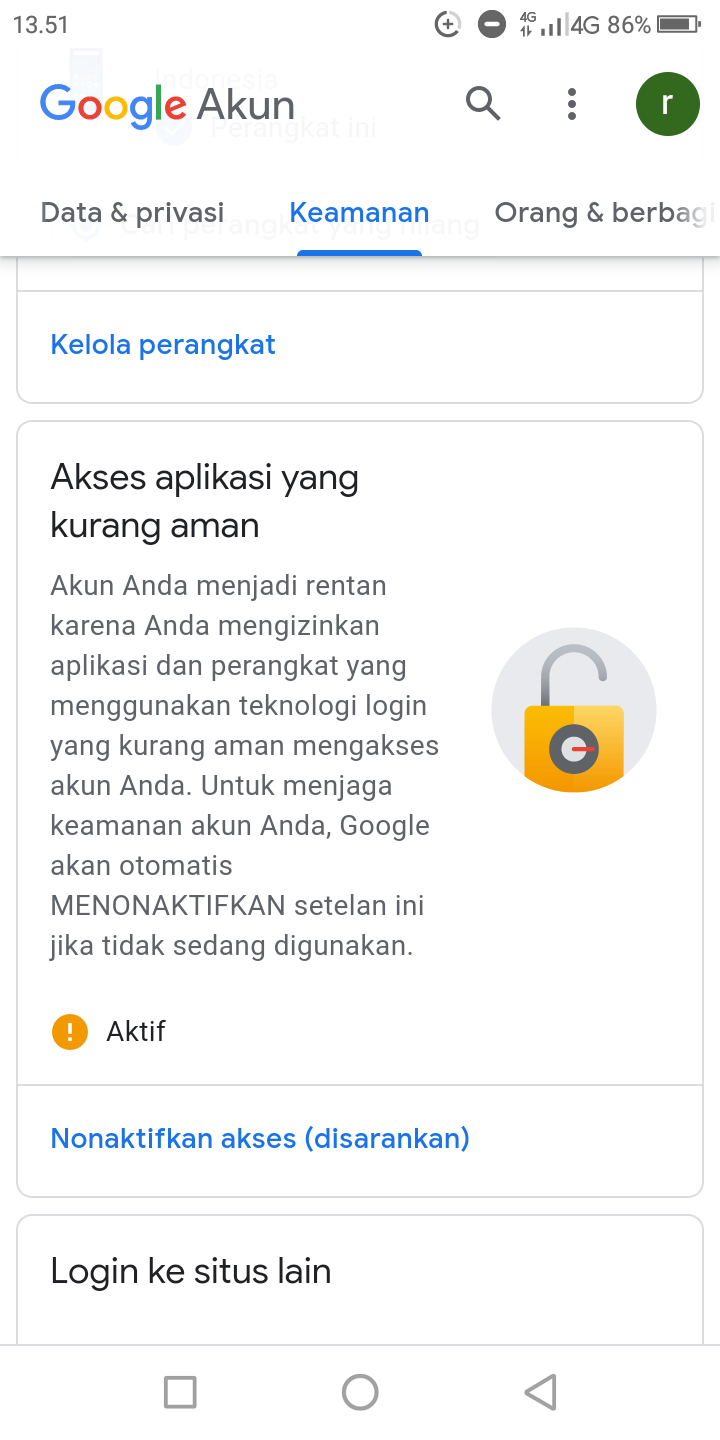 13.51
4G 4G 86%
Indonesia
Google Akun
Perangkat ini
r
Data & privasi Keamanan Orang & berbagi
Cari perangkat yang hilang
Kelola perangkat
Akses aplikasi yang
kurang aman
Akun Anda menjadi rentan
karena Anda mengizinkan
aplikasi dan perangkat yang
menggunakan teknologi login
yang kurang aman mengakses
akun Anda. Untuk menjaga
keamanan akun Anda, Google
akan otomatis
MENONAKTIFKAN setelan ini
jika tidak sedang digunakan.
Aktif
Nonaktifkan akses (disarankan)
Login ke situs lain